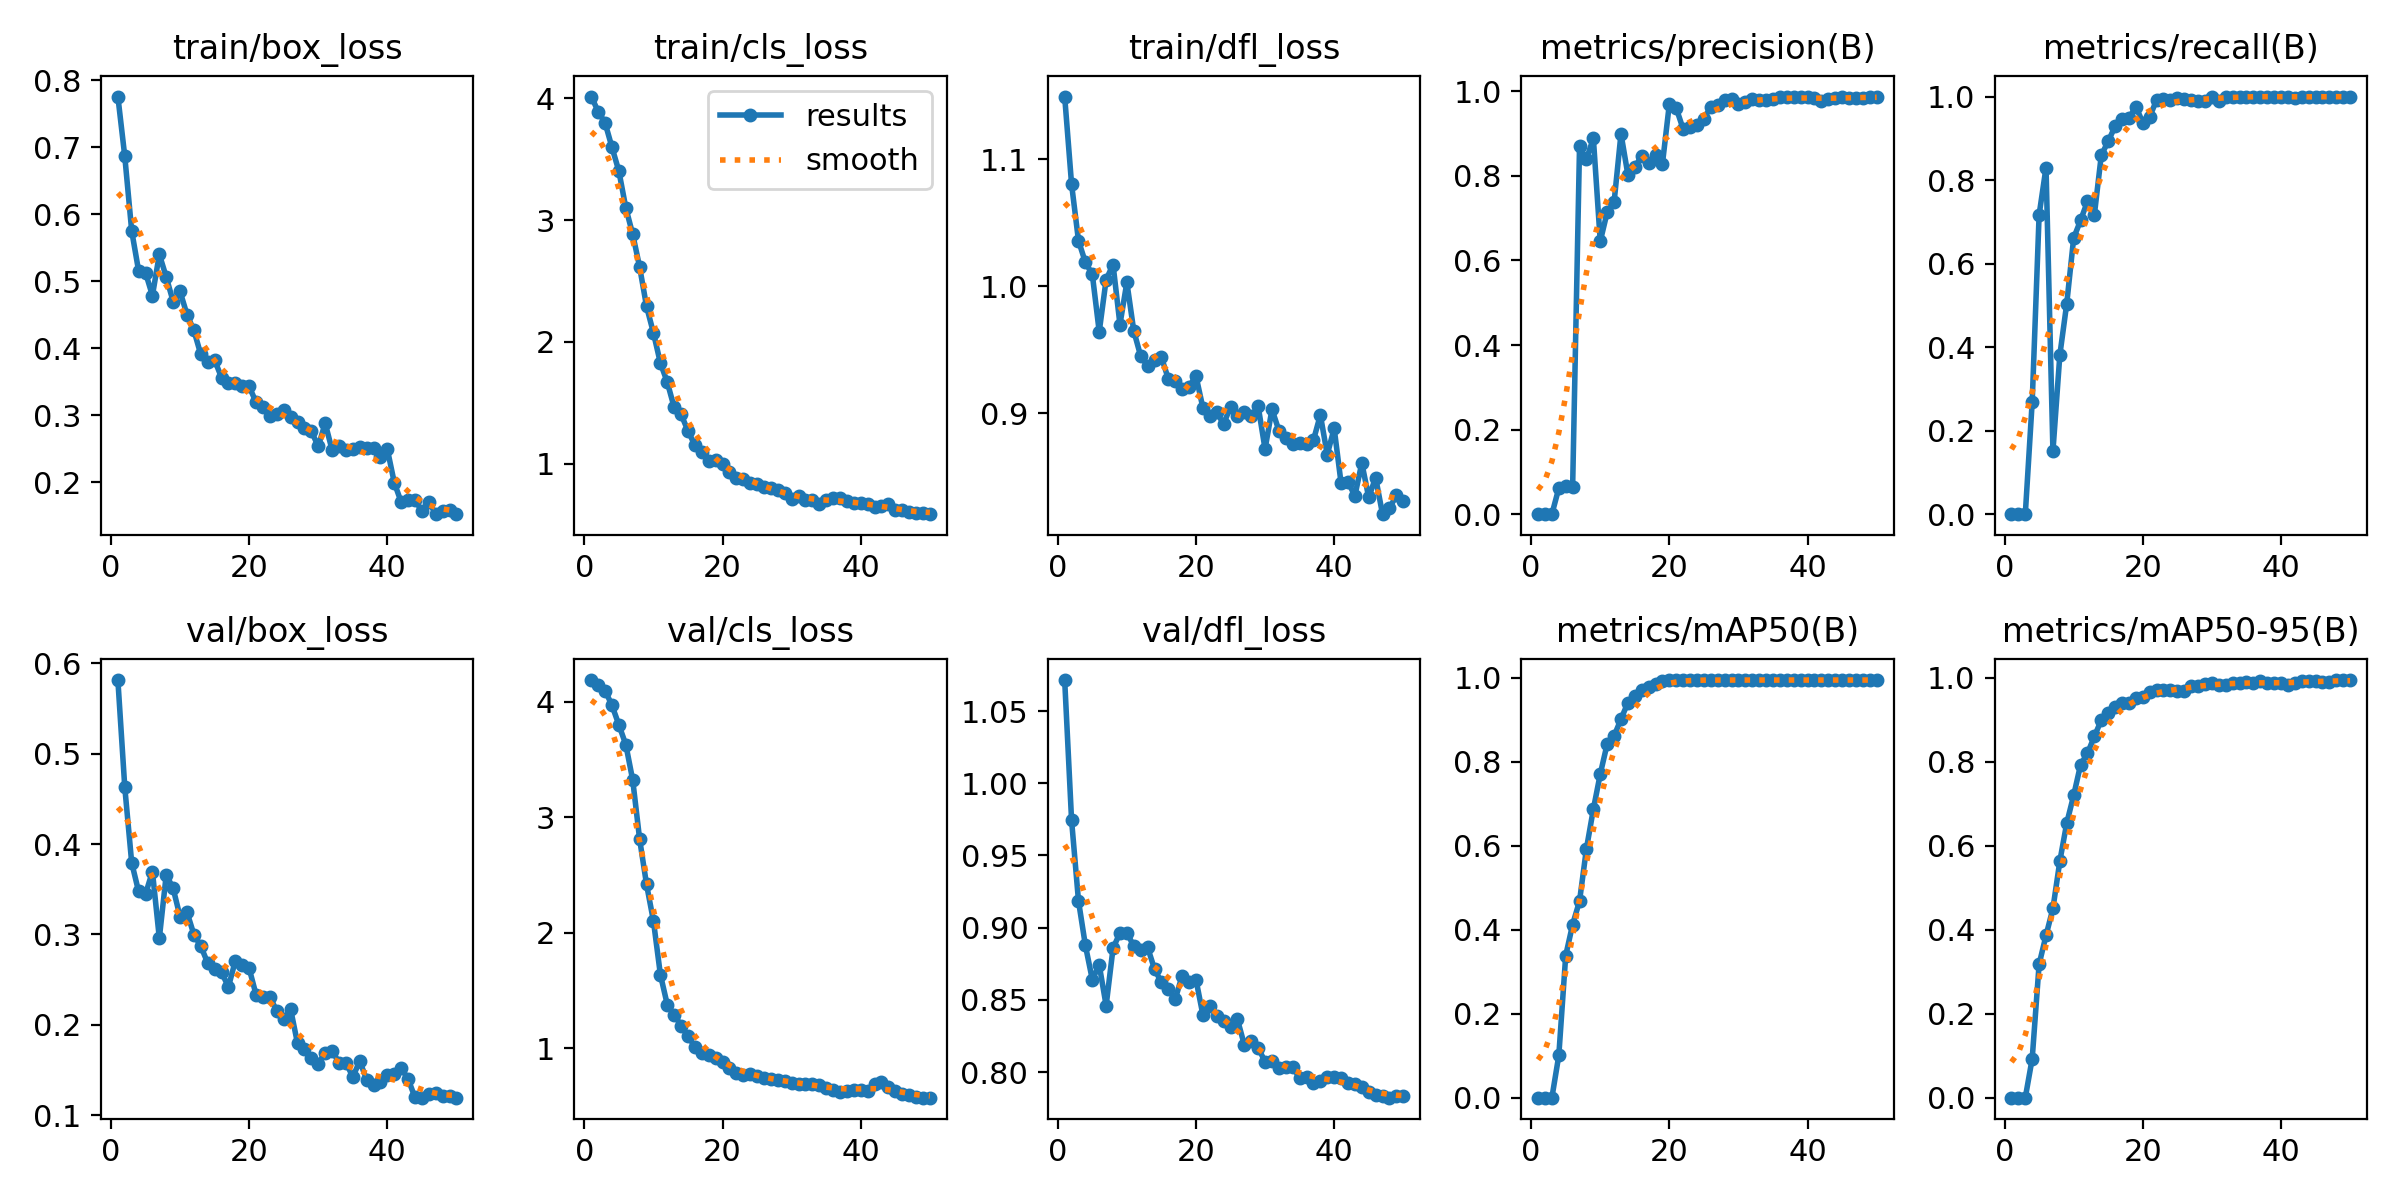 train/box_loss
train/cls_loss
train/dfl_loss
metrics/precision(B)
metrics/recall(B)
0.8
0.7
0.6
0.5
0.4
0.3
0.2
0 20 40
4
3
2
1
0 20 40
results
smooth
1.1
1.0
0.9
0 20 40
1.0
0.8
0.6
0.4
0.2
0.0
0 20 40
1.0
0.8
0.6
0.4
0.2
0.0
0 20 40
val/box_loss
val/cls_loss
val/dfl_loss
metrics/mAP50(B)
metrics/mAP50-95(B)
0.6
0.5
0.4
0.3
0.2
0.1
0 20 40
4
3
2
1
0 20 40
1.05
1.00
0.95
0.90
0.85
0.80
0 20 40
1.0
0.8
0.6
0.4
0.2
0.0
0 20 40
1.0
0.8
0.6
0.4
0.2
0.0
0 20 40